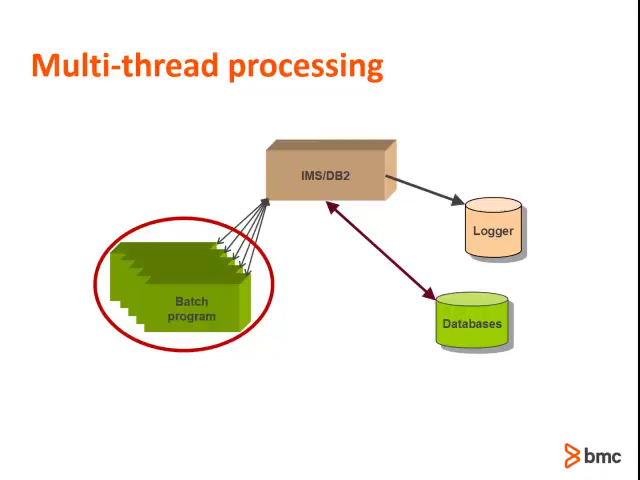 Multi-thread processing
IMS/DB2
Logger
Batch
program
Databases
bmc